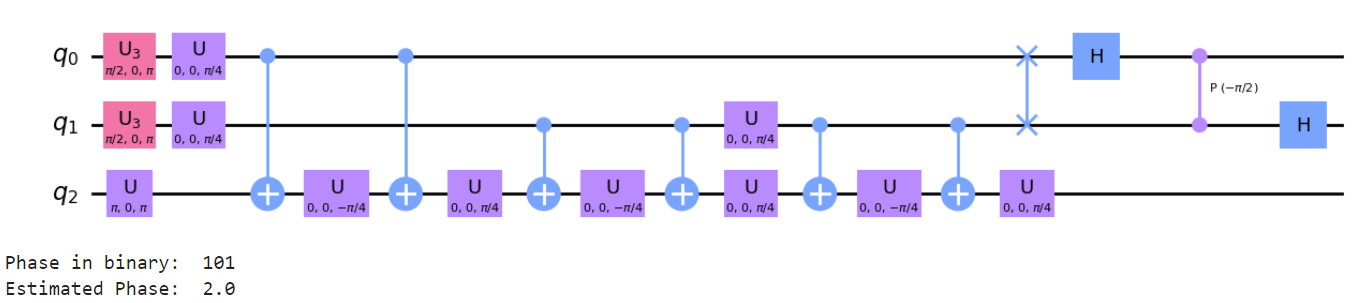 q0 U3 U H
π/2, 0, π 0, 0, π/4
P (−π/2)
q1 U3 U U H
π/2, 0, π 0, 0, π/4 0, 0, π/4
q2 U U U U U U U
π, 0, π 0, 0, −π/4 0, 0, π/4 0, 0, −π/4 0, 0, π/4 0, 0, −π/4 0, 0, π/4
Phase in binary:  101
Estimated Phase:  2.0